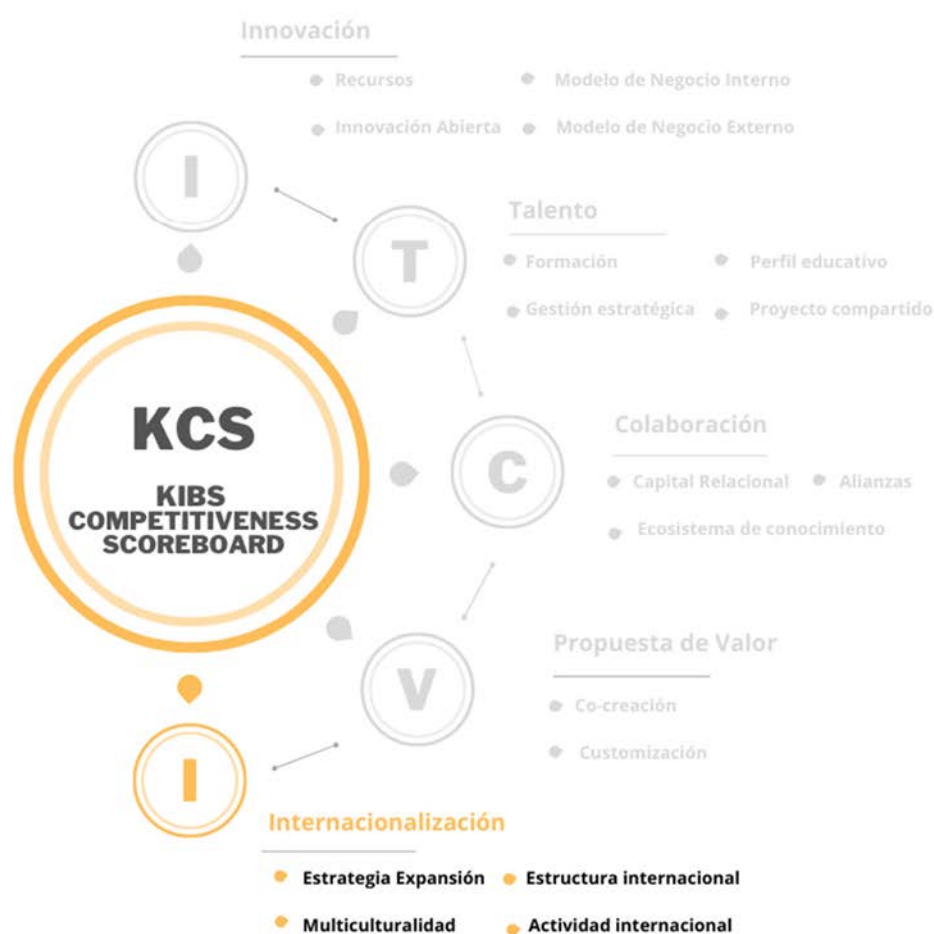 Innovación
Recursos
Modelo de Negocio Interno
Innovación Abierta
Modelo de Negocio Externo
I
T
Talento
Formación
Perfil educativo
Gestión estratégica
Proyecto compartido
KCS
KIBS
COMPETITIVENESS
SCOREBOARD
C
Colaboración
Capital Relacional
Alianzas
Ecosistema de conocimiento
V
Propuesta de Valor
Co-creación
Customización
I
Internacionalización
Estrategia Expansión
Estructura internacional
Multiculturalidad
Actividad internacional